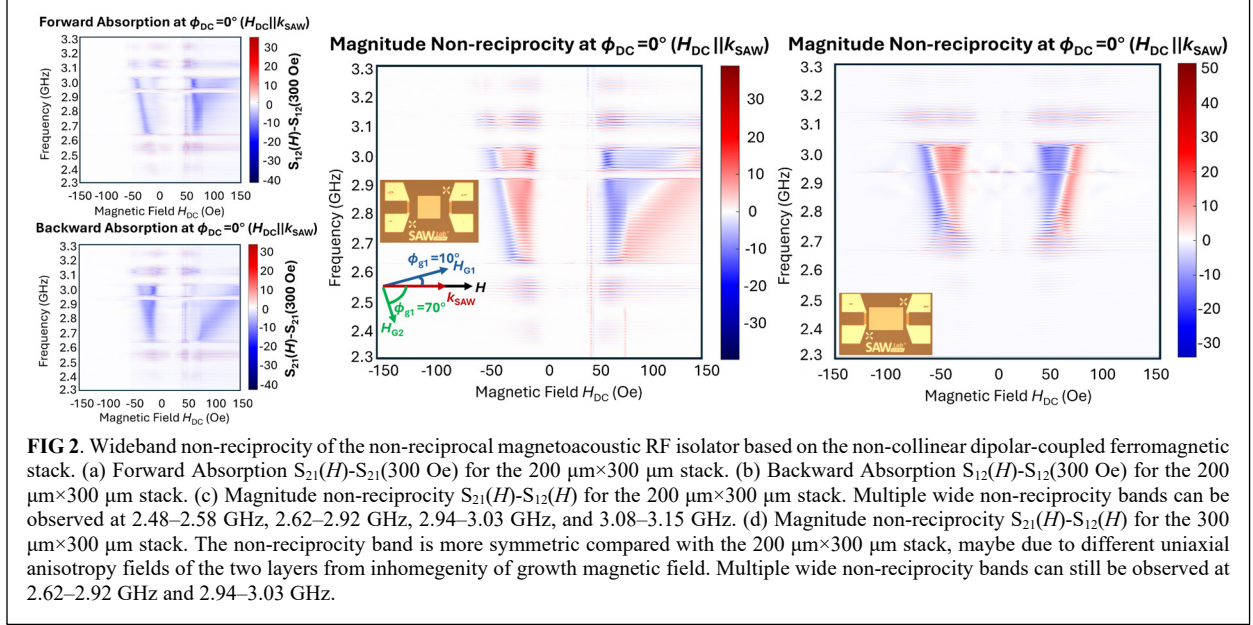 Forward Absorption at ϕDC=0° (HDC||kSAW)
3.3
3.2
3.1
3.0
2.9
2.8
2.7
2.6
2.5
2.4
2.3
Frequency (GHz)
-150 -100 -50 0 50 100 150
Magnetic Field HDC (Oe)
30
20
10
0
-10
-20
-30
-40
S12(H)-S12(300 Oe)
Backward Absorption at ϕDC=0° (HDC||kSAW)
3.3
3.2
3.1
3.0
2.9
2.8
2.7
2.6
2.5
2.4
2.3
Frequency (GHz)
-150 -100 -50 0 50 100 150
Magnetic Field HDC (Oe)
30
20
10
0
-10
-20
-30
-40
S21(H)-S21(300 Oe)
Magnitude Non-reciprocity at ϕDC=0° (HDC||kSAW)
3.3
3.2
3.1
3.0
2.9
2.8
2.7
2.6
2.5
2.4
2.3
Frequency (GHz)
SAW Lab
ϕg1=10°
HG1
H
kSAW
ϕg1=70°
HG2
-150 -100 -50 0 50 100 150
Magnetic Field HDC (Oe)
30
20
10
0
-10
-20
-30
Magnitude Non-reciprocity at ϕDC=0° (HDC||kSAW)
3.3
3.2
3.1
3.0
2.9
2.8
2.7
2.6
2.5
2.4
2.3
Frequency (GHz)
SAW Lab
-150 -100 -50 0 50 100 150
Magnetic Field HDC (Oe)
50
40
30
20
10
0
-10
-20
-30
FIG 2. Wideband non-reciprocity of the non-reciprocal magnetoacoustic RF isolator based on the non-collinear dipolar-coupled ferromagnetic
stack. (a) Forward Absorption S21(H)-S21(300 Oe) for the 200 μm×300 μm stack. (b) Backward Absorption S12(H)-S12(300 Oe) for the 200
μm×300 μm stack. (c) Magnitude non-reciprocity S21(H)-S12(H) for the 200 μm×300 μm stack. Multiple wide non-reciprocity bands can be
observed at 2.48–2.58 GHz, 2.62–2.92 GHz, 2.94–3.03 GHz, and 3.08–3.15 GHz. (d) Magnitude non-reciprocity S21(H)-S12(H) for the 300
μm×300 μm stack. The non-reciprocity band is more symmetric compared with the 200 μm×300 μm stack, maybe due to different uniaxial
anisotropy fields of the two layers from inhomegenity of growth magnetic field. Multiple wide non-reciprocity bands can still be observed at
2.62–2.92 GHz and 2.94–3.03 GHz.